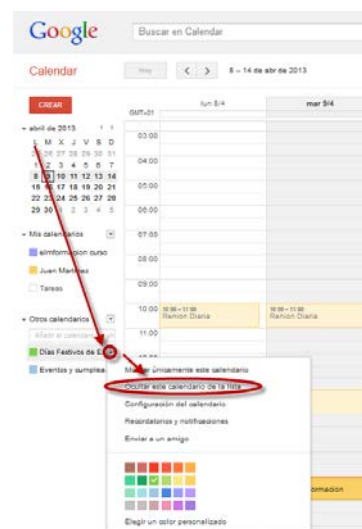 Google
Buscar en Calendar
Calendar
8 – 14 de abr de 2013
CREAR
lun 8/4
mar 9/4
GMT+01
abril de 2013
L M X J V S D
25 26 27 28 29 30 31
1 2 3 4 5 6 7
8 9 10 11 12 13 14
15 16 17 18 19 20 21
22 23 24 25 26 27 28
29 30 1 2 3 4 5
03:00
04:00
05:00
06:00
07:00
08:00
09:00
10:00
11:00
Mis calendarios
elmformacion curso
Juan Martinez
Tareas
10:00 – 11:00
Reunion Diaria
10:00 – 11:00
Reunion Diaria
Otros calendarios
Días Festivos de
Eventos y cumplea
únicamente este calendario
Ocultar este calendario de la lista
Configuración del calendario
Recordatorios y notificaciones
Enviar a un amigo
Elegir un color personalizado